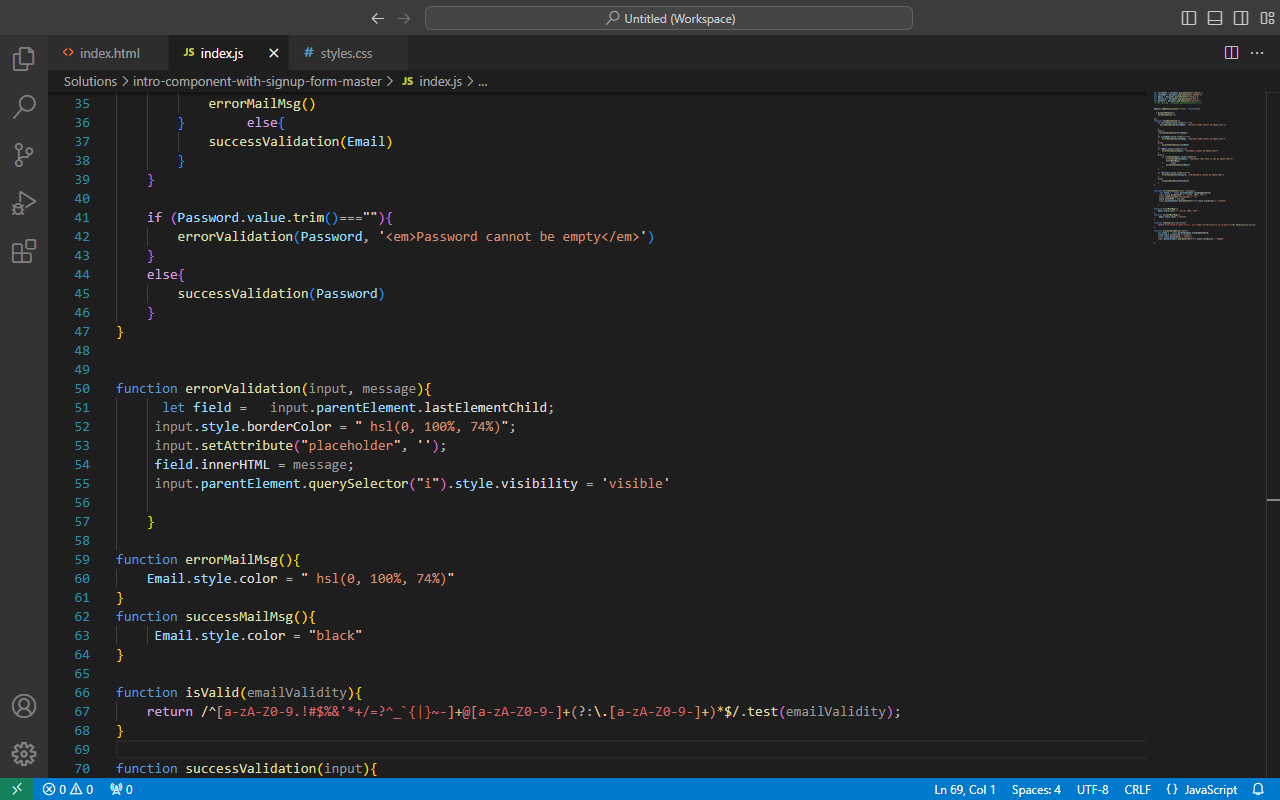 Untitled (Workspace)
<> index.html
JS index.js ×
# styles.css
Solutions > intro-component-with-signup-form-master > JS index.js > ...
35 errorMailMsg()
36 } else{
37 successValidation(Email)
38 }
39 }
40
41 if (Password.value.trim()===""){
42 errorValidation(Password, '<em>Password cannot be empty</em>')
43 }
44 else{
45 successValidation(Password)
46 }
47 }
48
49
50 function errorValidation(input, message){
51 let field = input.parentElement.lastElementChild;
52 input.style.borderColor = " hsl(0, 100%, 74%)";
53 input.setAttribute("placeholder", '');
54 field.innerHTML = message;
55 input.parentElement.querySelector("i").style.visibility = 'visible'
56
57 }
58
59 function errorMailMsg(){
60 Email.style.color = " hsl(0, 100%, 74%)"
61 }
62 function successMailMsg(){
63 Email.style.color = "black"
64 }
65
66 function isValid(emailValidity){
67 return /^[a-zA-Z0-9.!#$%&'*+/=?^_`{|}~-]+@[a-zA-Z0-9-]+(?:\.[a-zA-Z0-9-]+)*$/.test(emailValidity);
68 }
69
70 function successValidation(input){
0 0 0 Ln 69, Col 1 Spaces: 4 UTF-8 CRLF {} JavaScript